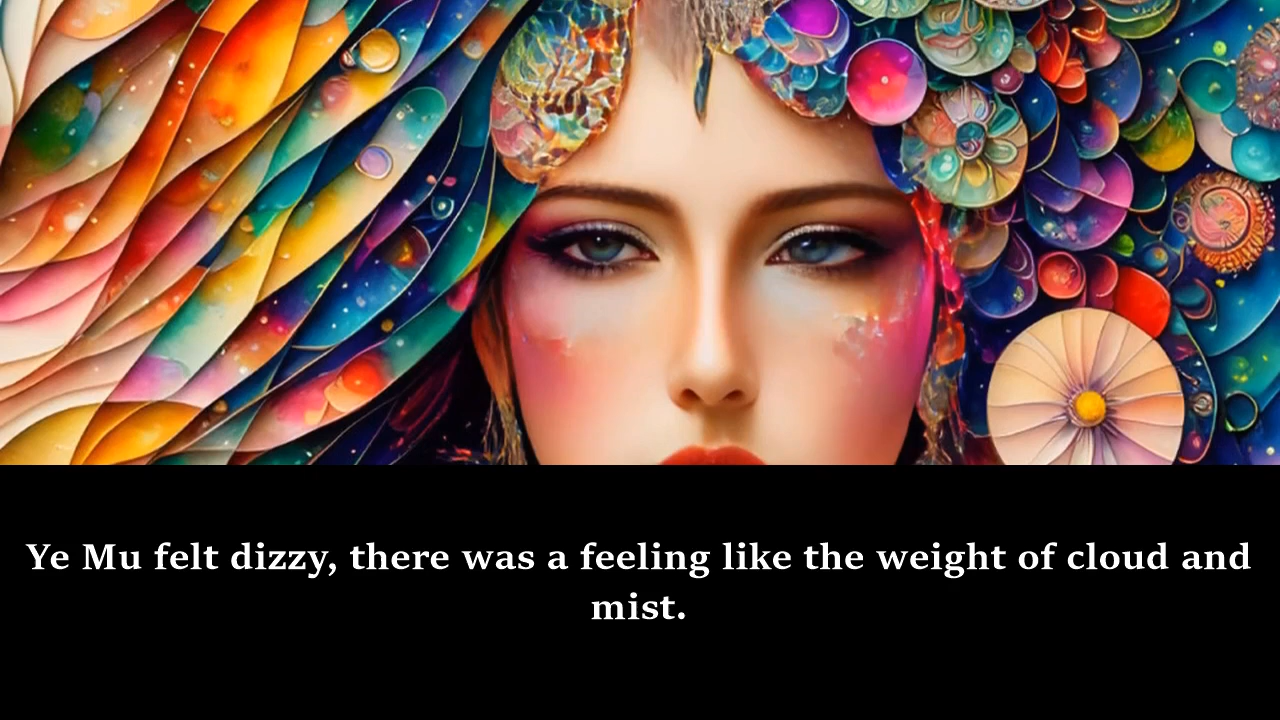 Ye Mu felt dizzy, there was a feeling like the weight of cloud and
mist.